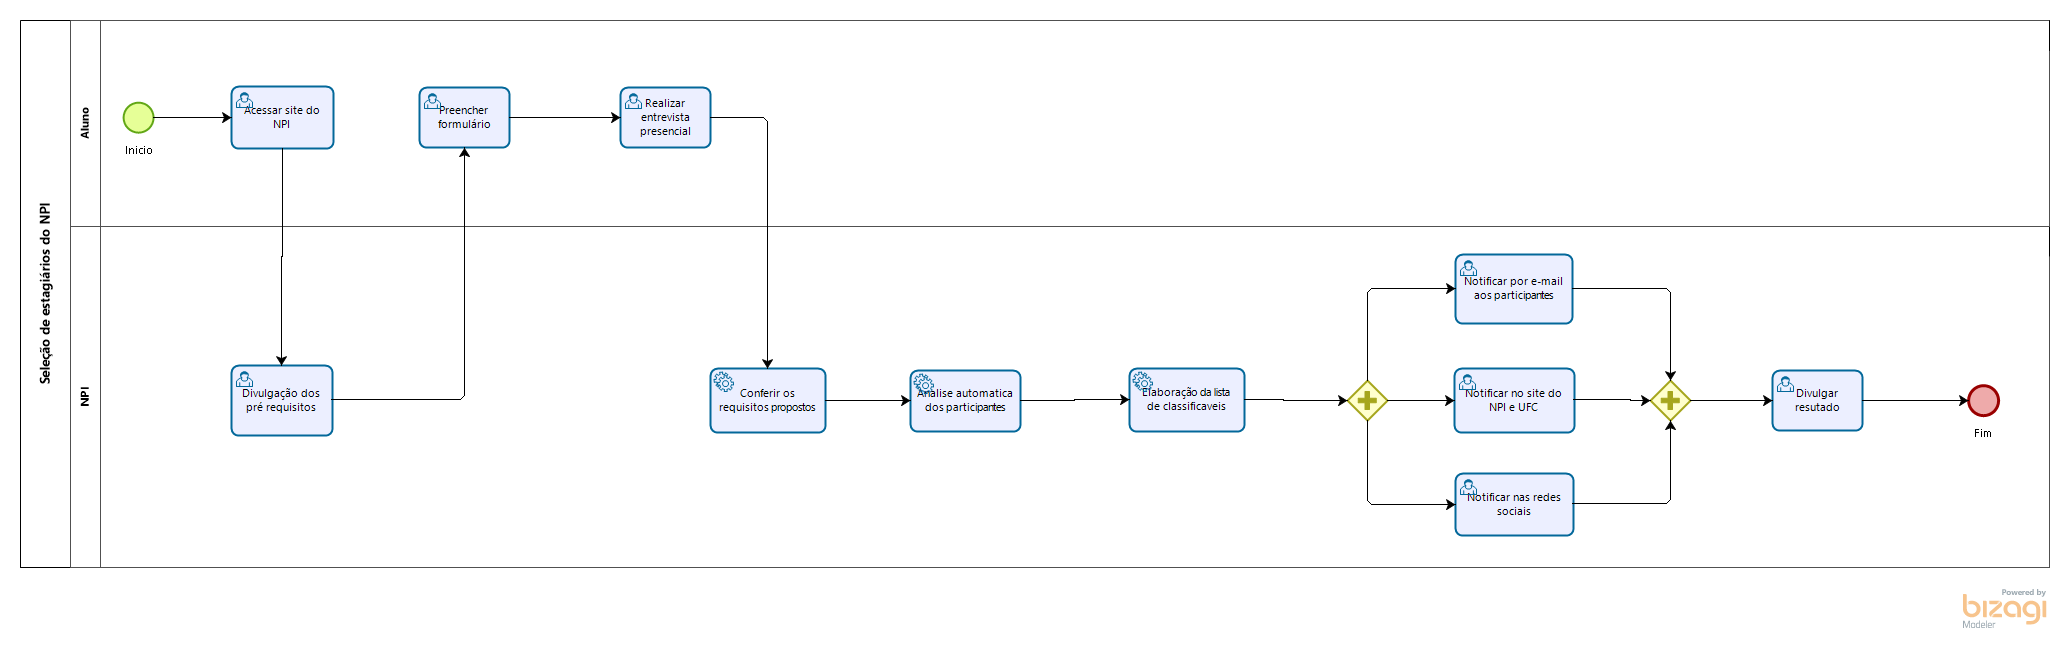 Seleção de estagiários do NPI
Aluno
Inicio
Acessar site do
NPI
Preencher
formulário
Realizar
entrevista
presencial
NPI
Divulgação dos
pré requisitos
Conferir os
requisitos propostos
Analise automatica
dos participantes
Elaboração da lista
de classificaveis
Notificar por e-mail
aos participantes
Notificar no site do
NPI e UFC
Notificar nas redes
sociais
Divulgar
resutado
Fim
Powered by
bizagi
Modeler